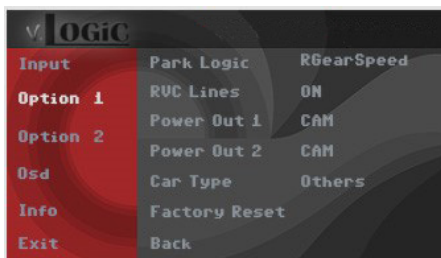 v.LOGiC
Input Park Logic RGearSpeed
Option 1 RVC Lines ON
Power Out 1 CAM
Option 2 Power Out 2 CAM
Osd Car Type Others
Info Factory Reset
Exit Back